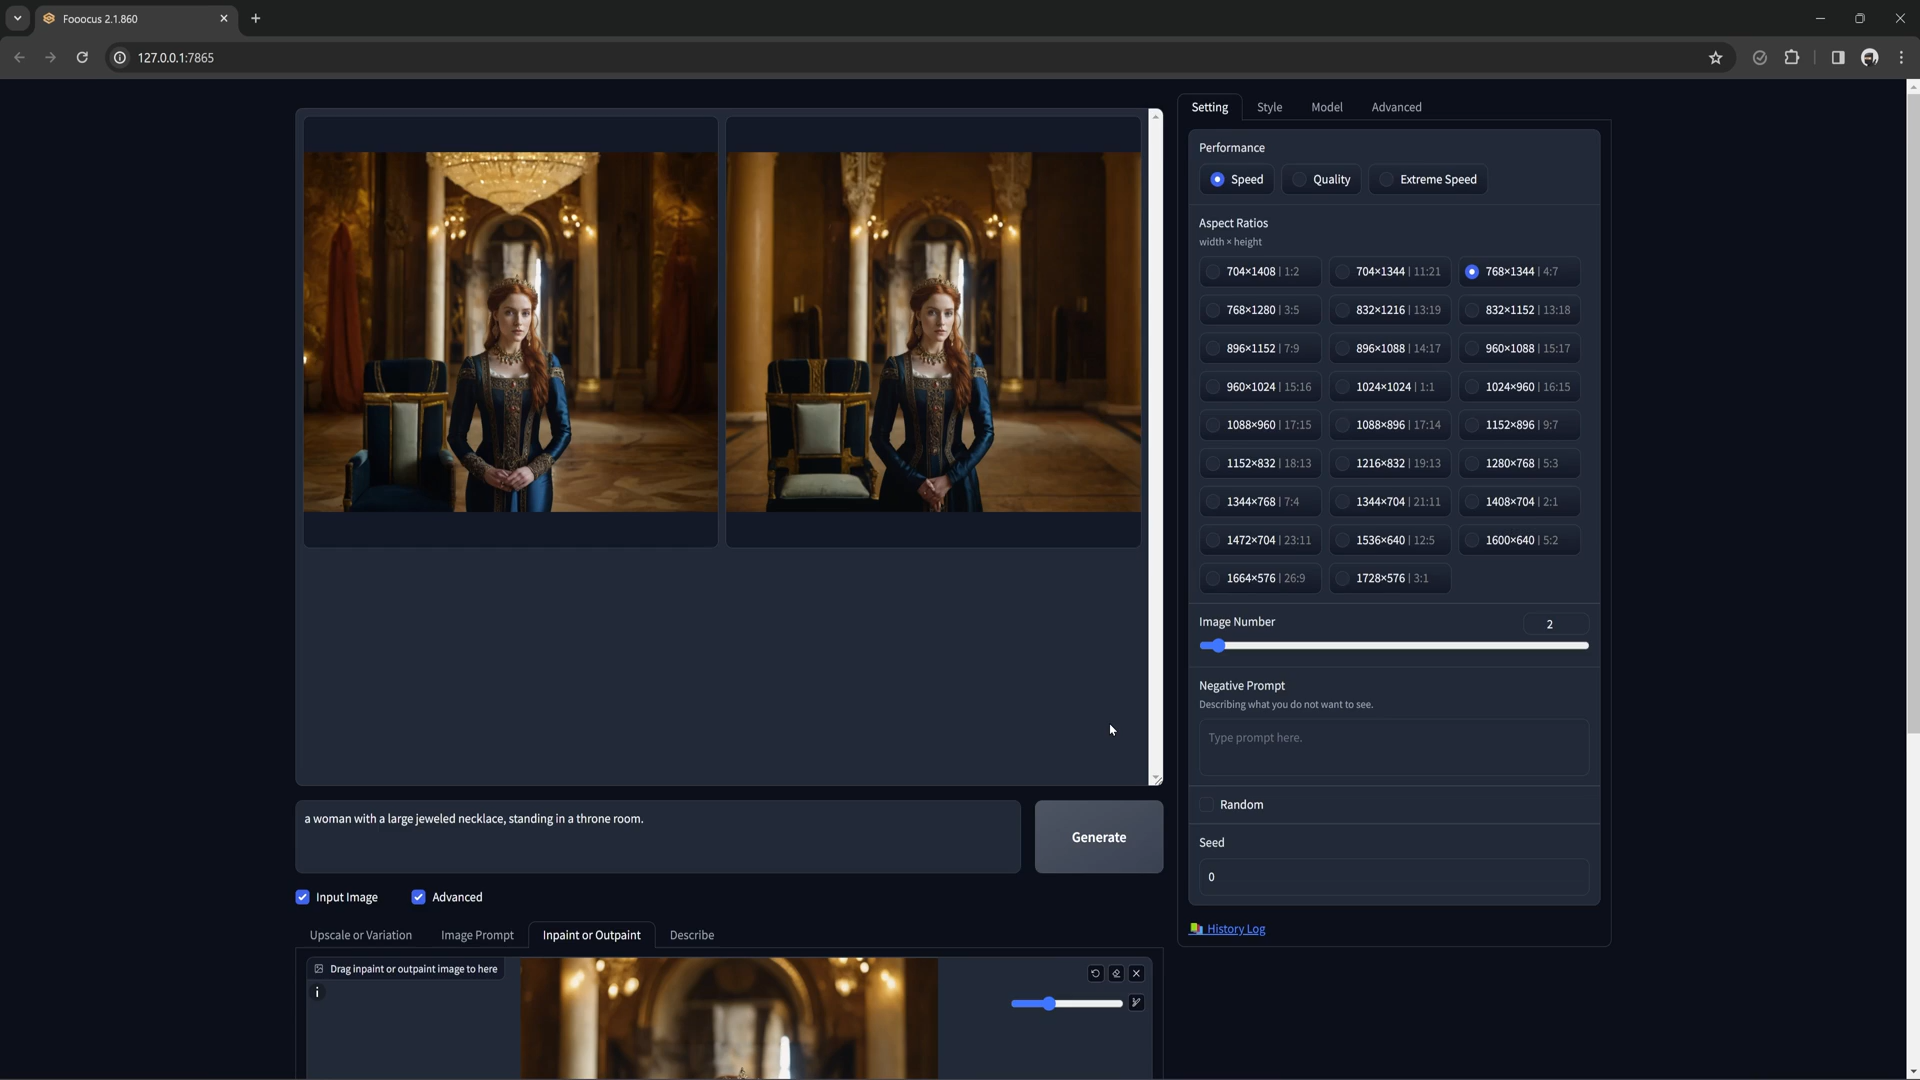 Fooocus 2.1.860
127.0.0.1:7865
Setting
Style
Model
Advanced
Performance
Speed
Quality
Extreme Speed
Aspect Ratios
width × height
704×1408 | 1:2
704×1344 | 11:21
768×1344 | 4:7
768×1280 | 3:5
832×1216 | 13:19
832×1152 | 13:18
896×1152 | 7:9
896×1088 | 14:17
960×1088 | 15:17
960×1024 | 15:16
1024×1024 | 1:1
1024×960 | 16:15
1088×960 | 17:15
1088×896 | 17:14
1152×896 | 9:7
1152×832 | 18:13
1216×832 | 19:13
1280×768 | 5:3
1344×768 | 7:4
1344×704 | 21:11
1408×704 | 2:1
1472×704 | 23:11
1536×640 | 12:5
1600×640 | 5:2
1664×576 | 26:9
1728×576 | 3:1
Image Number
2
Negative Prompt
Describing what you do not want to see.
Type prompt here.
Random
Seed
0
History Log
a woman with a large jeweled necklace, standing in a throne room.
Generate
Input Image
Advanced
Upscale or Variation
Image Prompt
Inpaint or Outpaint
Describe
Drag inpaint or outpaint image to here